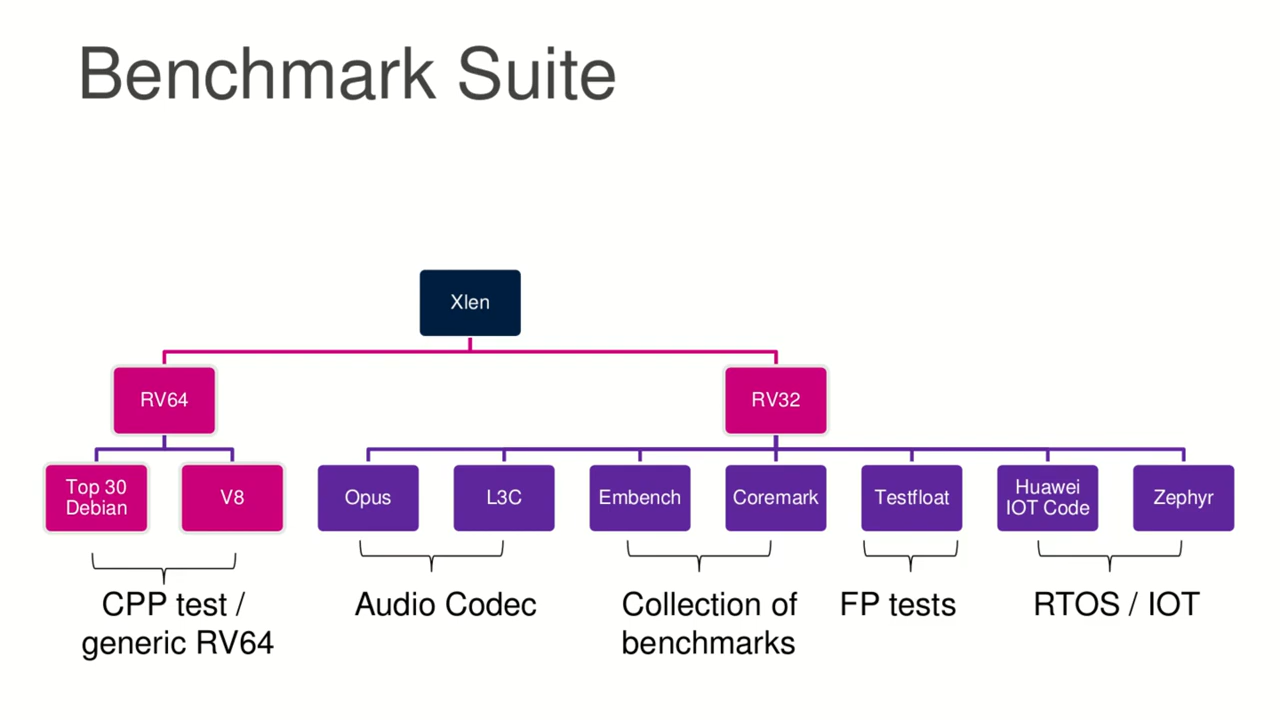 Benchmark Suite
Xlen
RV64
RV32
Top 30
Debian
V8
Opus
L3C
Embench
Coremark
Testfloat
Huawei
IOT Code
Zephyr
CPP test /
generic RV64
Audio Codec
Collection of
benchmarks
FP tests
RTOS / IOT